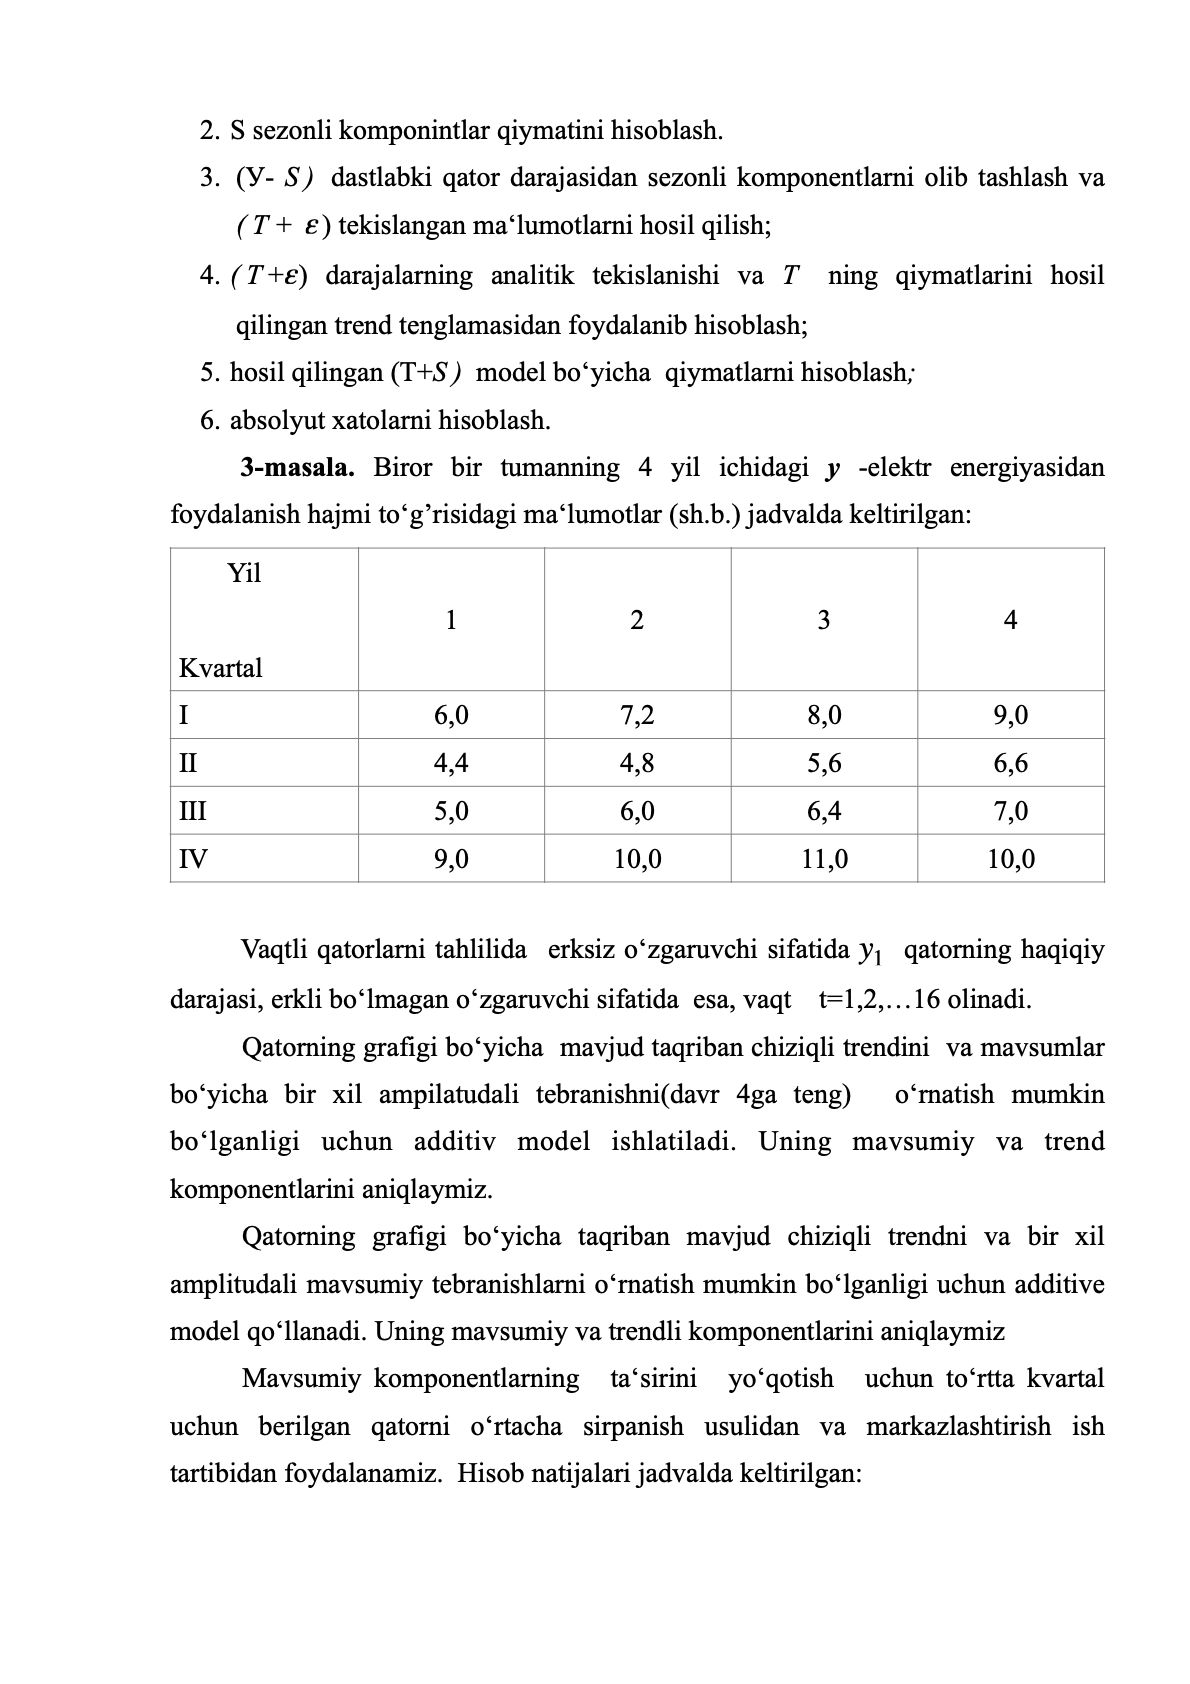 2. S sezonli komponintlar qiymatini hisoblash.
3. (У- S) dastlabki qator darajasidan sezonli komponentlarni olib tashlash va
(T + ε) tekislangan ma‘lumotlarni hosil qilish;
4. (T+ε) darajalarning analitik tekislanishi va T ning qiymatlarini hosil
qilingan trend tenglamasidan foydalanib hisoblash;
5. hosil qilingan (T+S) model bo‘yicha qiymatlarni hisoblash;
6. absolyut xatolarni hisoblash.
3-masala. Biror bir tumanning 4 yil ichidagi y -elektr energiyasidan
foydalanish hajmi to‘g’risidagi ma‘lumotlar (sh.b.) jadvalda keltirilgan:
Yil
1 2 3 4
Kvartal
I 6,0 7,2 8,0 9,0
II 4,4 4,8 5,6 6,6
III 5,0 6,0 6,4 7,0
IV 9,0 10,0 11,0 10,0
Vaqtli qatorlarni tahlilida erksiz o‘zgaruvchi sifatida y₁ qatorning haqiqiy
darajasi, erkli bo‘lmagan o‘zgaruvchi sifatida esa, vaqt t=1,2,…16 olinadi.
Qatorning grafigi bo‘yicha mavjud taqriban chiziqli trendini va mavsumlar
bo‘yicha bir xil ampilatudali tebranishni(davr 4ga teng) o‘rnatish mumkin
bo‘lganligi uchun additiv model ishlatiladi. Uning mavsumiy va trend
komponentlarini aniqlaymiz.
Qatorning grafigi bo‘yicha taqriban mavjud chiziqli trendni va bir xil
amplitudali mavsumiy tebranishlarni o‘rnatish mumkin bo‘lganligi uchun additive
model qo‘llanadi. Uning mavsumiy va trendli komponentlarini aniqlaymiz
Mavsumiy komponentlarning ta‘sirini yo‘qotish uchun to‘rtta kvartal
uchun berilgan qatorni o‘rtacha sirpanish usulidan va markazlashtirish ish
tartibidan foydalanamiz. Hisob natijalari jadvalda keltirilgan: